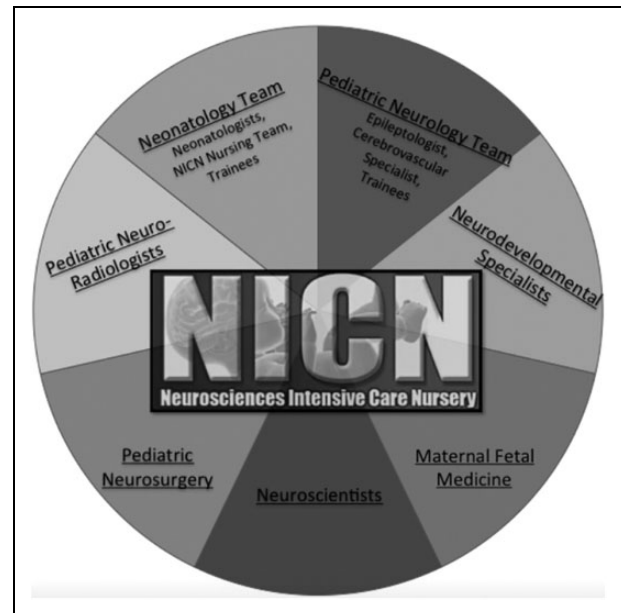 Neonatology Team
Neonatologists,
NICN Nursing Team,
Trainees
Pediatric Neurology Team
Epileptologist,
Cerebrovascular
Specialist,
Trainees
Pediatric Neuro-
Radiologists
Neurodevelopmental
Specialists
NICN
Neurosciences Intensive Care Nursery
Pediatric
Neurosurgery
Neuroscientists
Maternal Fetal
Medicine